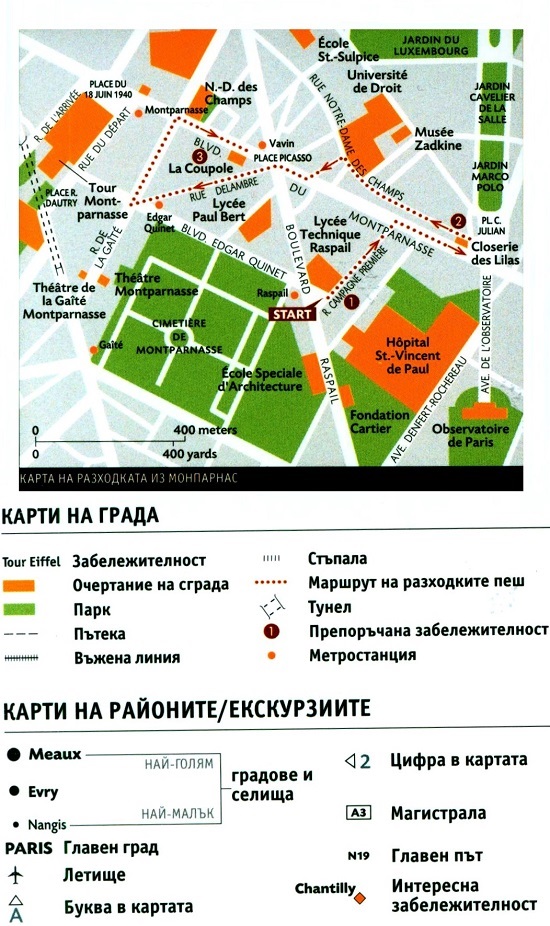 École
St.-Sulpice
JARDIN DU
LUXEMBOURG
Université
de Droit
PLACE DU
18 JUIN 1940
N.-D. des
Champs
R. DE L'ARRIVÉE
RUE DU DÉPART
Montparnasse
RUE NOTRE-DAME DES CHAMPS
JARDIN
CAVELIER
DE LA
SALLE
Musée
Zadkine
BLVD. DU MONTPARNASSE
Vavin
3
La Coupole
PLACE PICASSO
JARDIN
MARCO
POLO
PLACE R.
DAUTRY
Tour
Mont-
parnasse
RUE DELAMBRE
Lycée
Paul Bert
Edgar
Quinet
2
PL. C.
JULIAN
Lycée
Technique
Raspail
Closerie
des Lilas
R. DE
LA GAÎTÉ
BLVD. EDGAR QUINET
BOULEVARD RASPAIL
R. CAMPAGNE PREMIÈRE
Théâtre de
la Gaîté
Montparnasse
Théâtre
Montparnasse
Raspail
START
1
CIMETIÈRE
DE
MONTPARNASSE
Gaîté
Hôpital
St.-Vincent
de Paul
AVE. DE L'OBSERVATOIRE
École Speciale
d'Architecture
AVE. DENFERT-ROCHEREAU
Fondation
Cartier
Observatoire
de Paris
0 400 meters
0 400 yards
КАРТА НА РАЗХОДКАТА ИЗ МОНПАРНАС
КАРТИ НА ГРАДА
Tour Eiffel Забележителност
Очертание на сграда
Парк
Пътека
Въжена линия
Стъпала
Маршрут на разходките пеш
Тунел
1 Препоръчана забележителност
Метростанция
КАРТИ НА РАЙОНИТЕ/ЕКСКУРЗИИТЕ
Meaux
НАЙ-ГОЛЯМ
Evry
градове и
селища
НАЙ-МАЛЪК
Nangis
PARIS Главен град
Летище
A Буква в картата
2 Цифра в картата
A3 Магистрала
N19 Главен път
Chantilly Интересна
забележителност